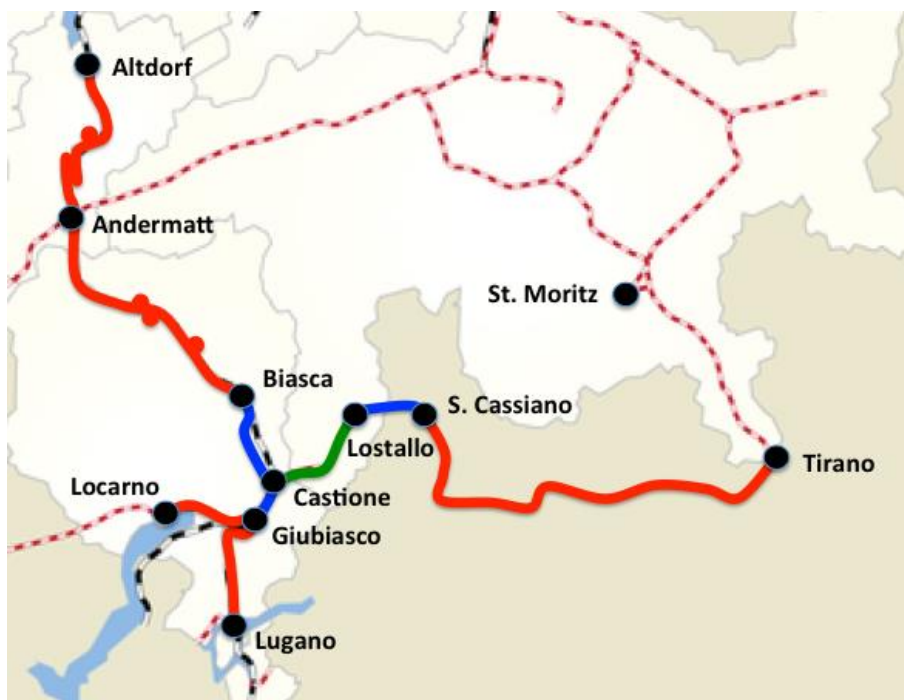 Altdorf
Andermatt
St. Moritz
Biasca
S. Cassiano
Lostallo
Tirano
Locarno
Castione
Giubiasco
Lugano